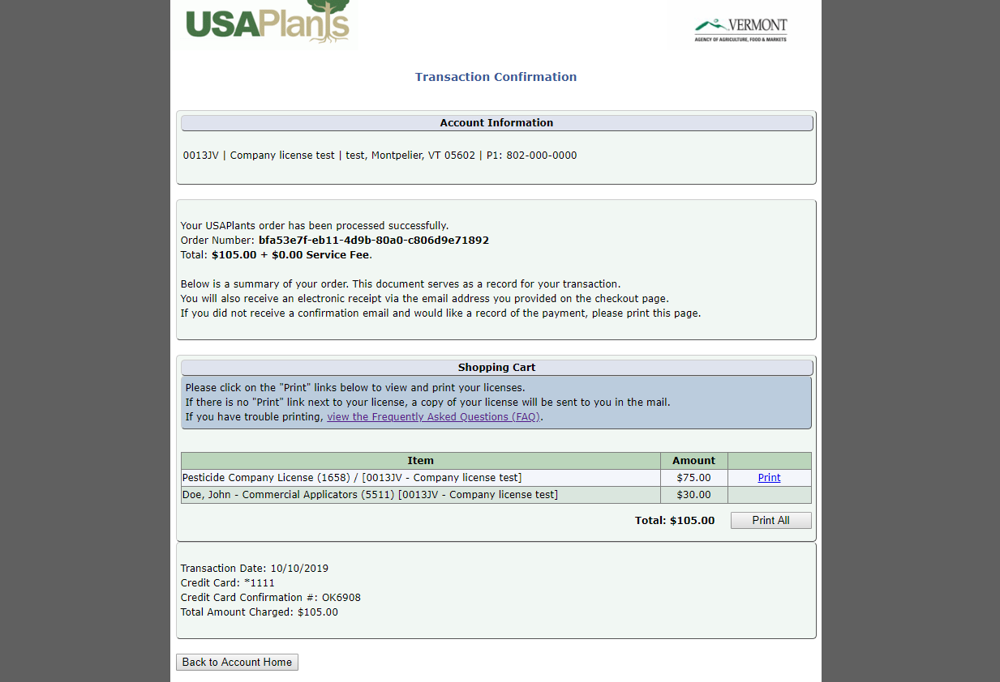 USAPlants
VERMONT
AGENCY OF AGRICULTURE, FOOD & MARKETS
Transaction Confirmation
Account Information
0013JV | Company license test | test, Montpelier, VT 05602 | P1: 802-000-0000
Your USAPlants order has been processed successfully.
Order Number: bfa53e7f-eb11-4d9b-80a0-c806d9e71892
Total: $105.00 + $0.00 Service Fee.
Below is a summary of your order. This document serves as a record for your transaction.
You will also receive an electronic receipt via the email address you provided on the checkout page.
If you did not receive a confirmation email and would like a record of the payment, please print this page.
Shopping Cart
Please click on the "Print" links below to view and print your licenses.
If there is no "Print" link next to your license, a copy of your license will be sent to you in the mail.
If you have trouble printing, view the Frequently Asked Questions (FAQ).
Item Amount
Pesticide Company License (1658) / [0013JV - Company license test] $75.00 Print
Doe, John - Commercial Applicators (5511) [0013JV - Company license test] $30.00
Total: $105.00 Print All
Transaction Date: 10/10/2019
Credit Card: *1111
Credit Card Confirmation #: OK6908
Total Amount Charged: $105.00
Back to Account Home